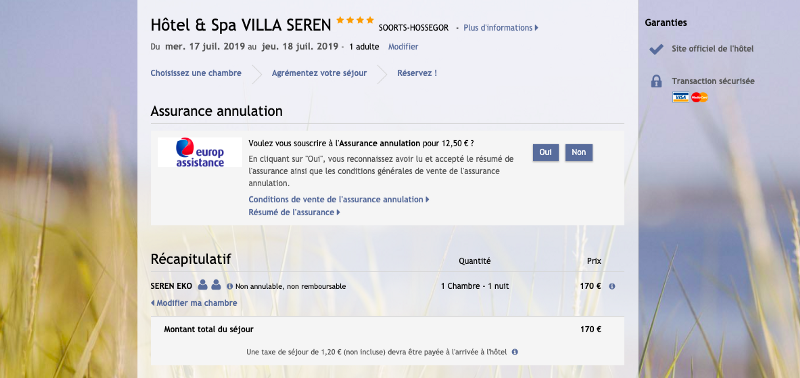 Hôtel & Spa VILLA SEREN SOORTS-HOSSEGOR - Plus d'informations
Du mer. 17 juil. 2019 au jeu. 18 juil. 2019 - 1 adulte Modifier
Choisissez une chambre Agrémentez votre séjour Réservez !
Assurance annulation
europ
assistance
Voulez vous souscrire à l'Assurance annulation pour 12,50 € ?
En cliquant sur "Oui", vous reconnaissez avoir lu et accepté le résumé de
l'assurance ainsi que les conditions générales de vente de l'assurance
annulation.
Conditions de vente de l'assurance annulation
Résumé de l'assurance
Oui Non
Récapitulatif Quantité Prix
SEREN EKO Non annulable, non remboursable 1 Chambre - 1 nuit 170 €
Modifier ma chambre
Montant total du séjour 170 €
Une taxe de séjour de 1,20 € (non incluse) devra être payée à l'arrivée à l'hôtel
Garanties
Site officiel de l'hôtel
Transaction sécurisée
VISA MasterCard